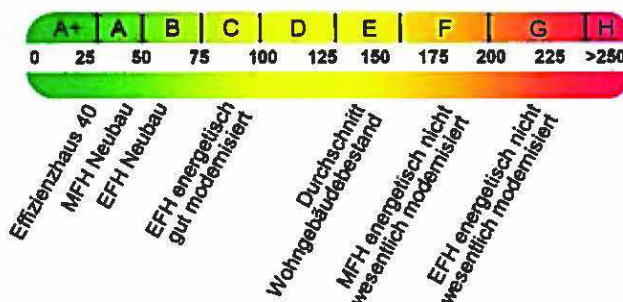 A+ A B C D E F G H
0 25 50 75 100 125 150 175 200 225 >250
Effizienzhaus 40
MFH Neubau
EFH Neubau
EFH energetisch
gut modernisiert
Durchschnitt
Wohngebäudebestand
MFH energetisch nicht
wesentlich modernisiert
EFH energetisch nicht
wesentlich modernisiert